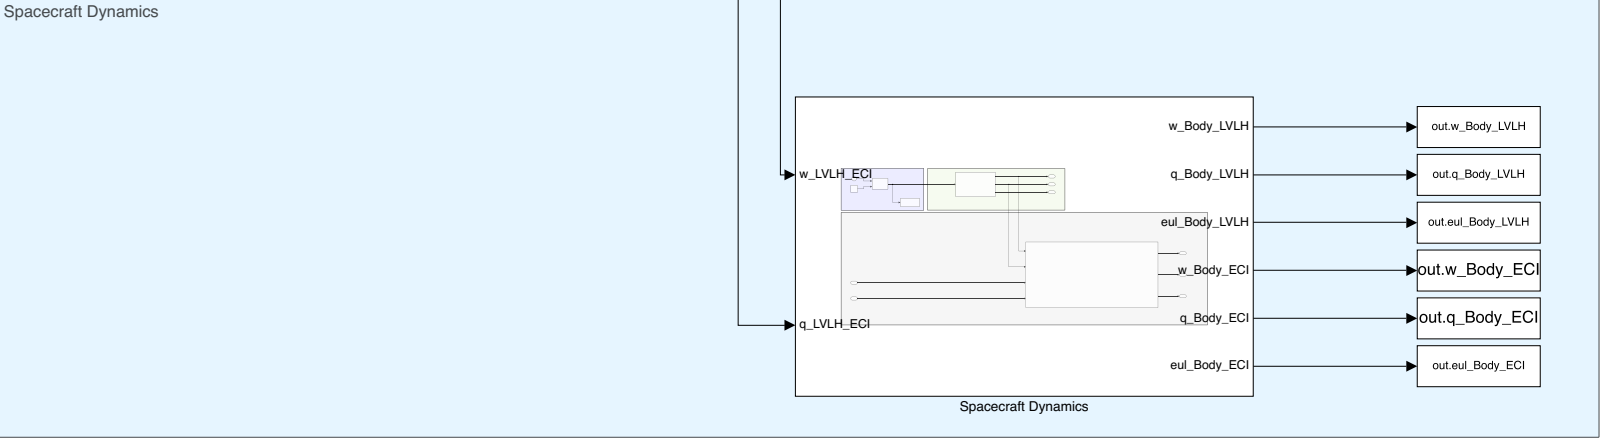 Spacecraft Dynamics
w_LVLH_ECI
q_LVLH_ECI
w_Body_LVLH
q_Body_LVLH
eul_Body_LVLH
w_Body_ECI
q_Body_ECI
eul_Body_ECI
out.w_Body_LVLH
out.q_Body_LVLH
out.eul_Body_LVLH
out.w_Body_ECI
out.q_Body_ECI
out.eul_Body_ECI
Spacecraft Dynamics